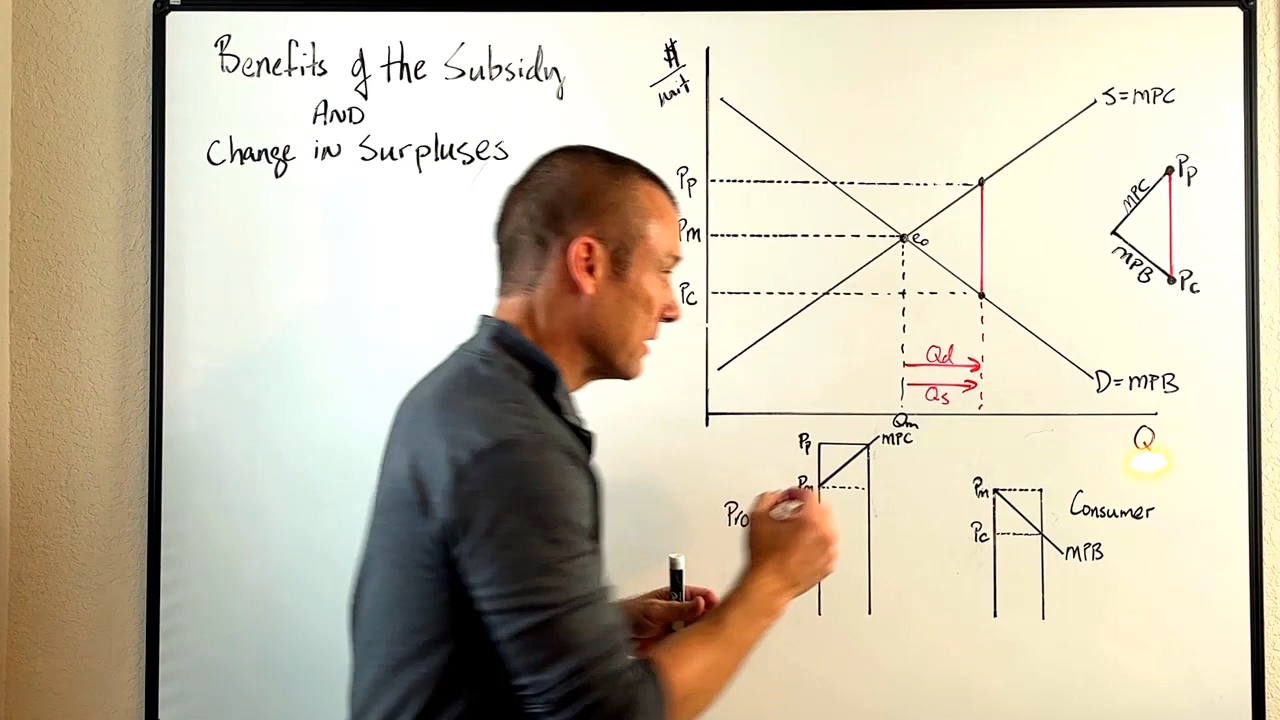 Benefits of the Subsidy
AND
Change in Surpluses
$
unit
S=MPC
Pp
Pm
Pc
e₀
Qd
Qs
D=MPB
Qm
Q
MPC
MPB
Pp
Pc
Pp
MPC
Pm
Pm
Pc
Consumer
MPB